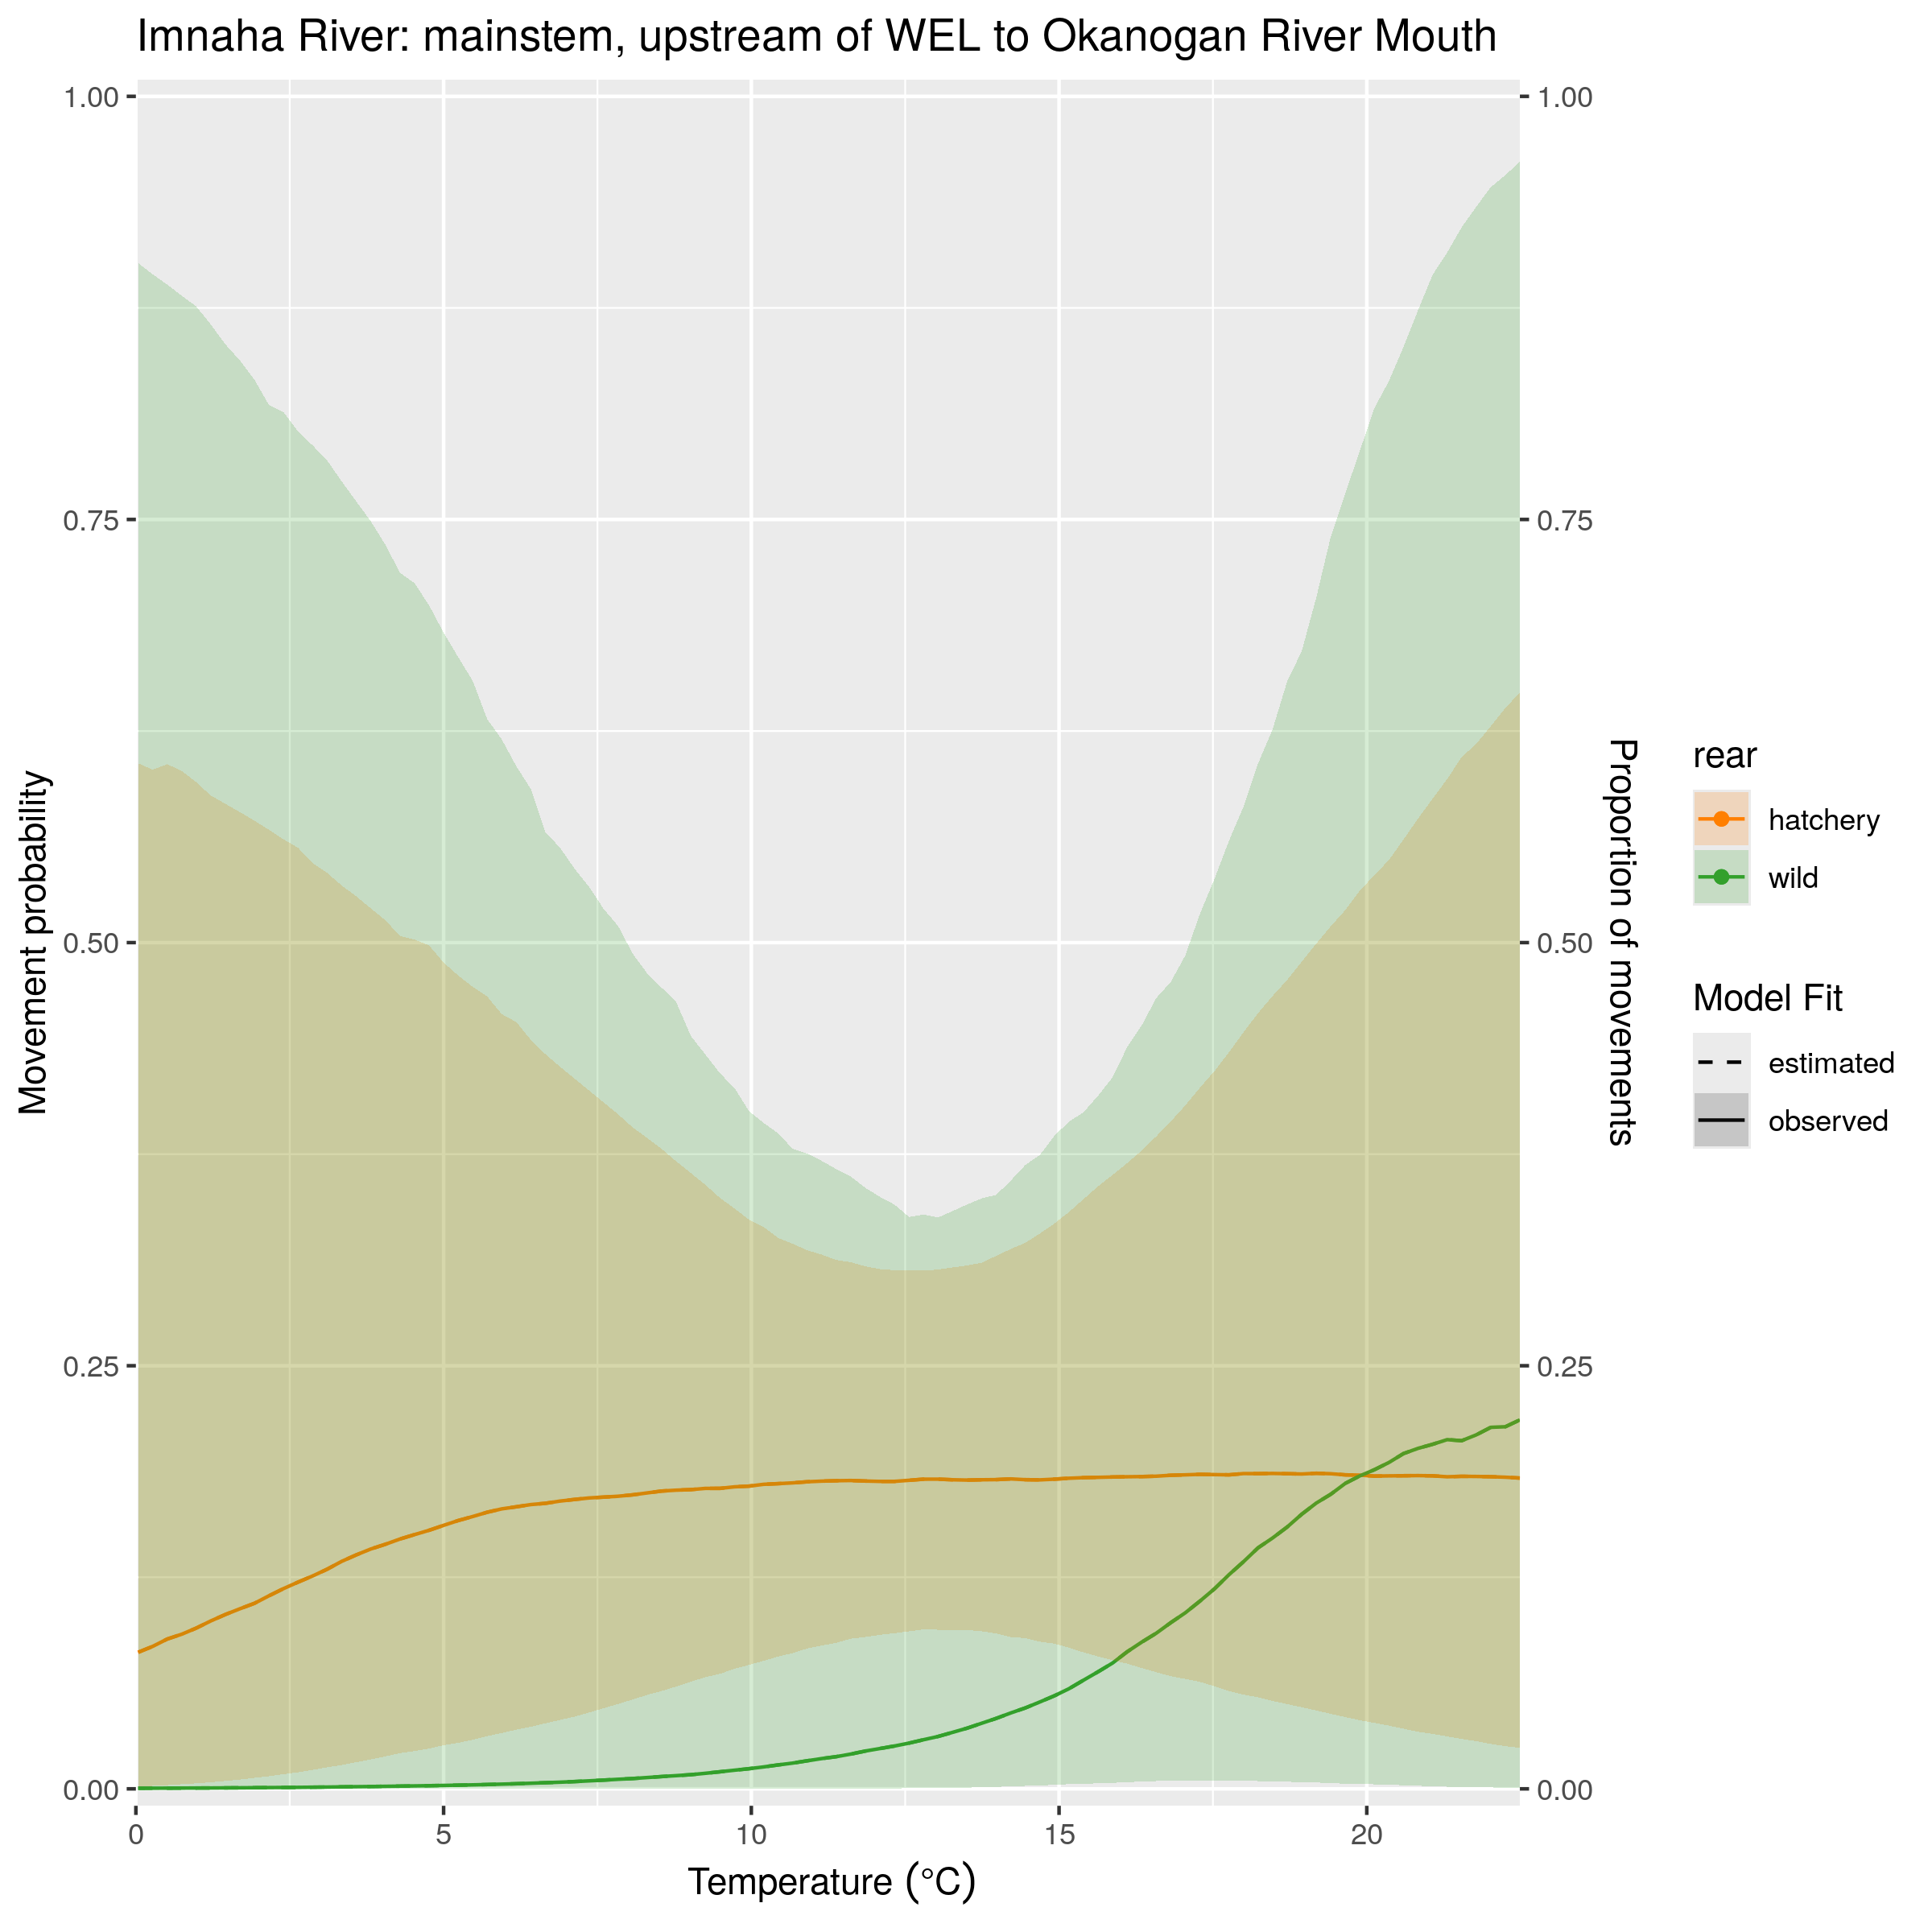 Imnaha River: mainstem, upstream of WEL to Okanogan River Mouth
Movement probability
1.00
0.75
0.50
0.25
0.00
1.00
0.75
0.50
0.25
0.00
Proportion of movements
0 5 10 15 20
Temperature (°C)
rear
hatchery
wild
Model Fit
estimated
observed